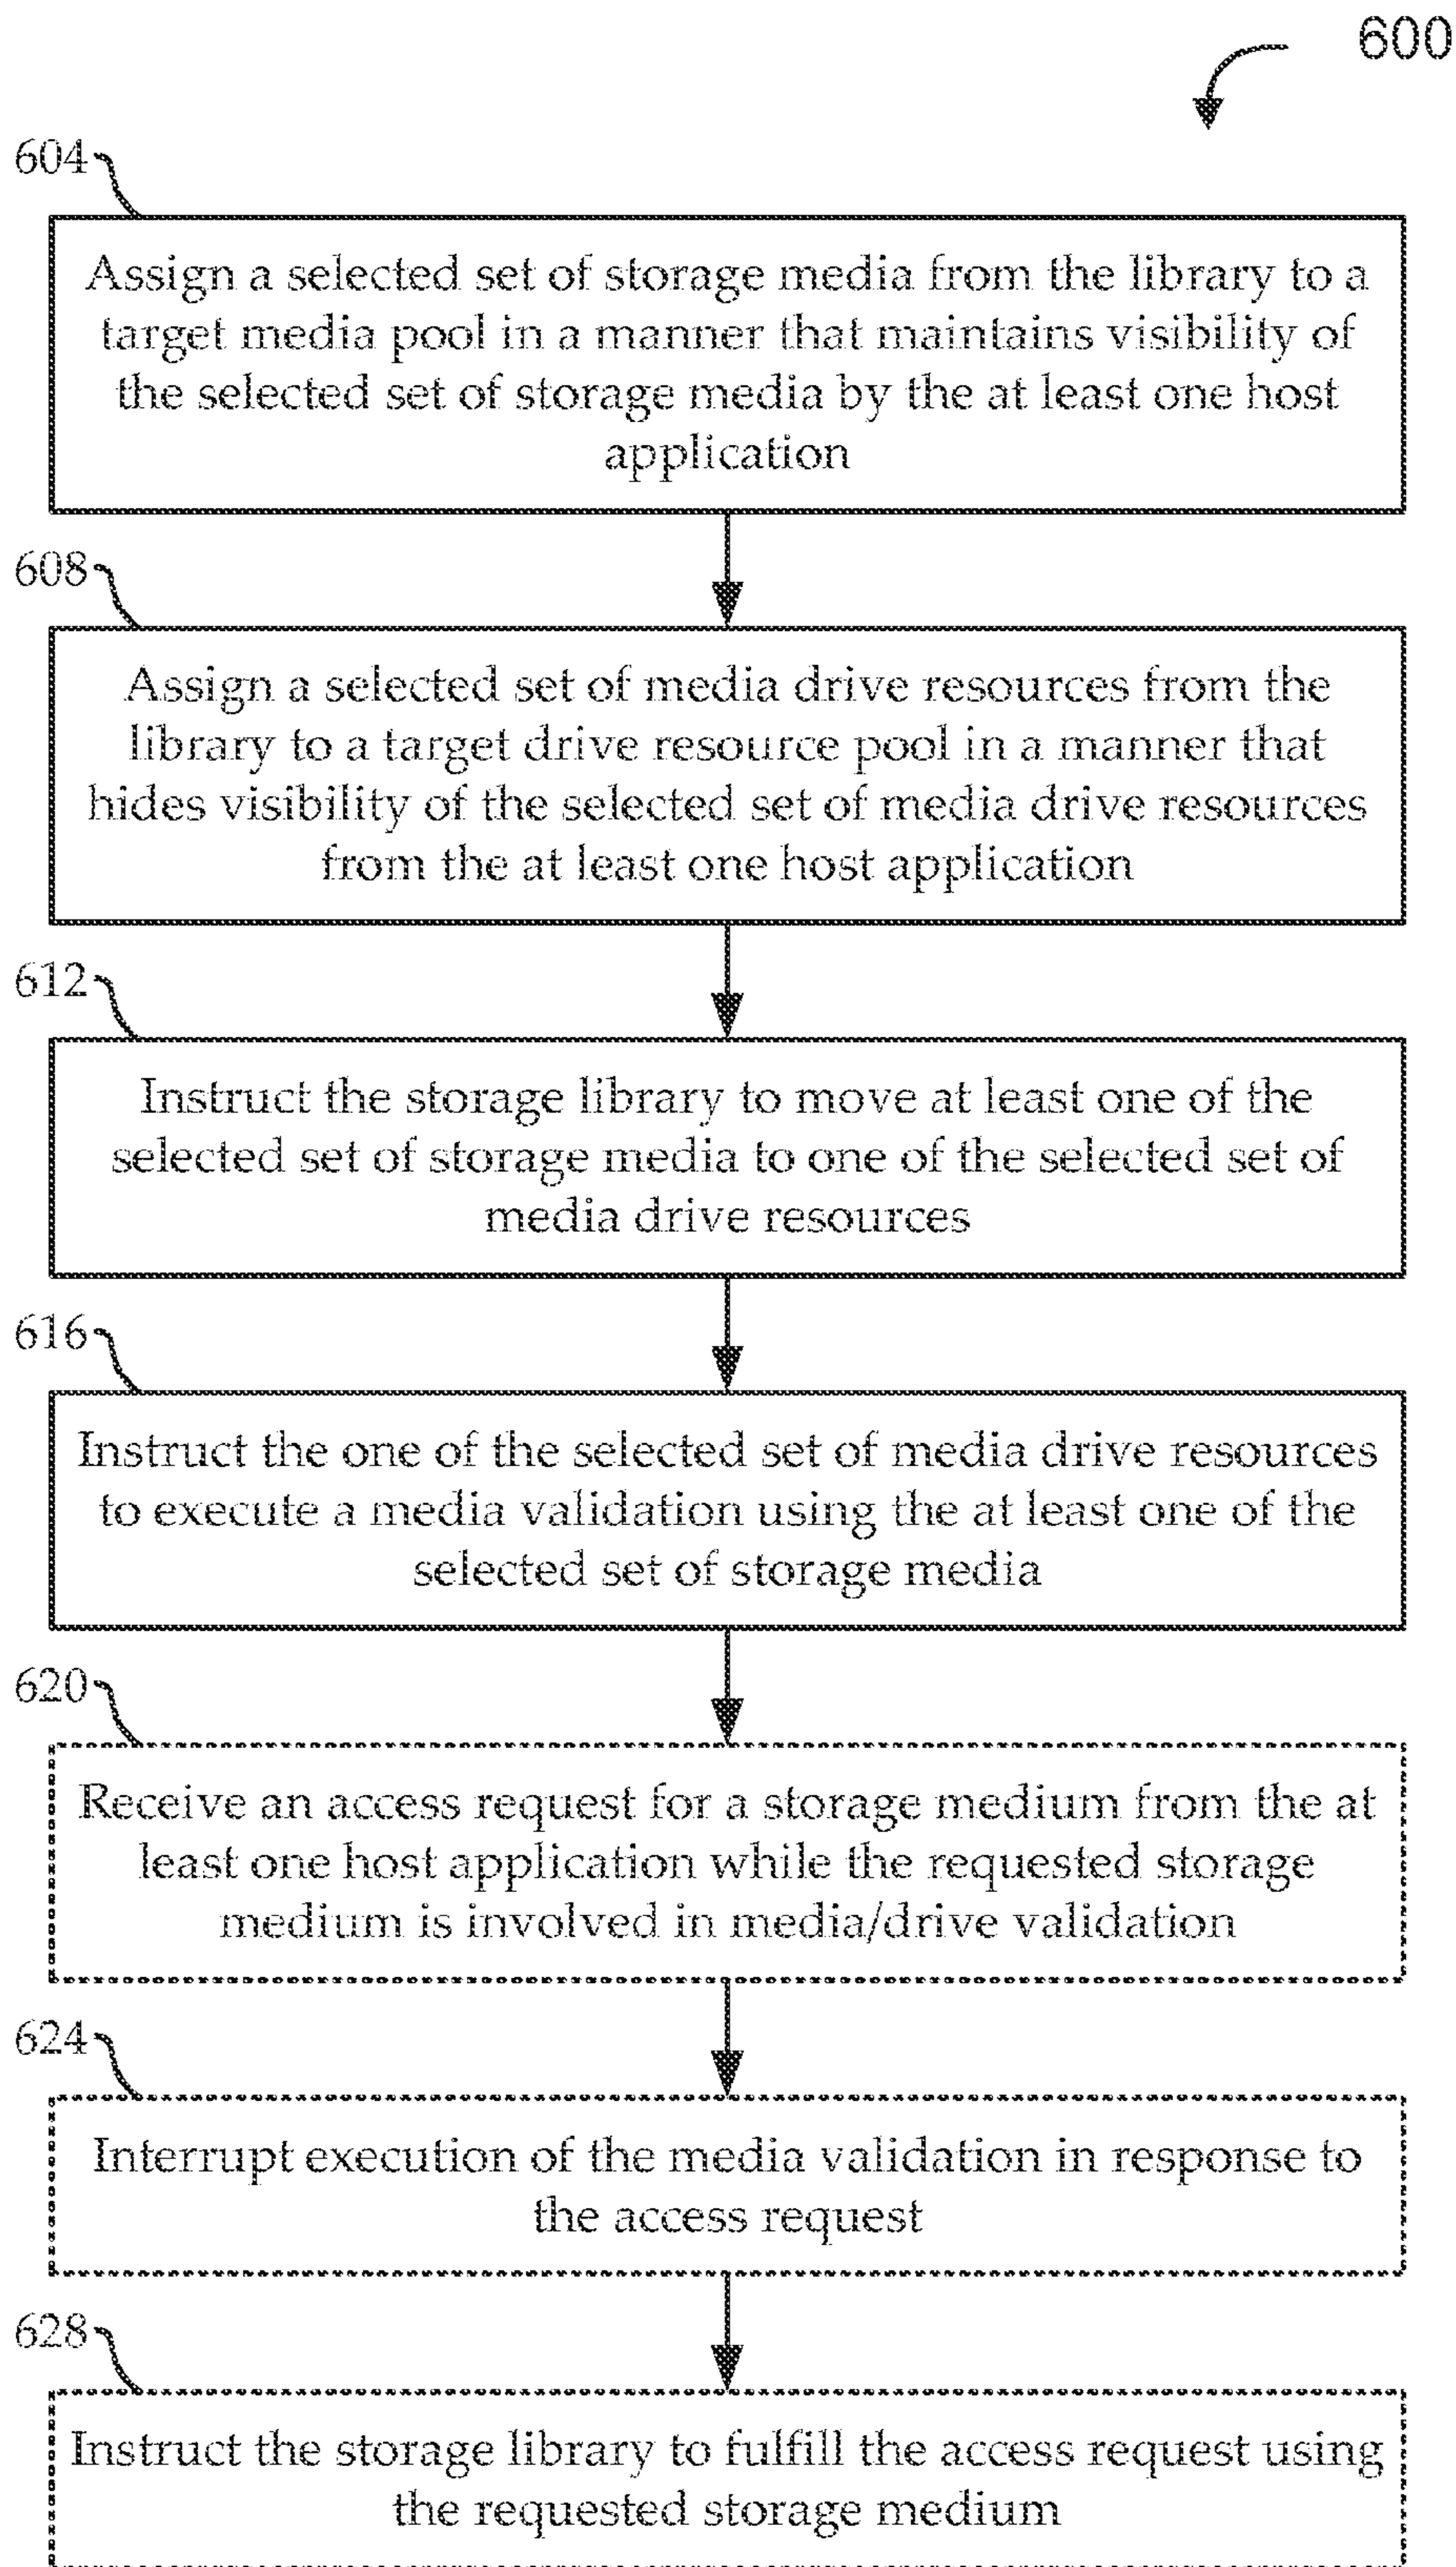 600
604
Assign a selected set of storage media from the library to a
target media pool in a manner that maintains visibility of
the selected set of storage media by the at least one host
application
608
Assign a selected set of media drive resources from the
library to a target drive resource pool in a manner that
hides visibility of the selected set of media drive resources
from the at least one host application
612
Instruct the storage library to move at least one of the
selected set of storage media to one of the selected set of
media drive resources
616
Instruct the one of the selected set of media drive resources
to execute a media validation using the at least one of the
selected set of storage media
620
Receive an access request for a storage medium from the at
least one host application while the requested storage
medium is involved in media/drive validation
624
Interrupt execution of the media validation in response to
the access request
628
Instruct the storage library to fulfill the access request using
the requested storage medium